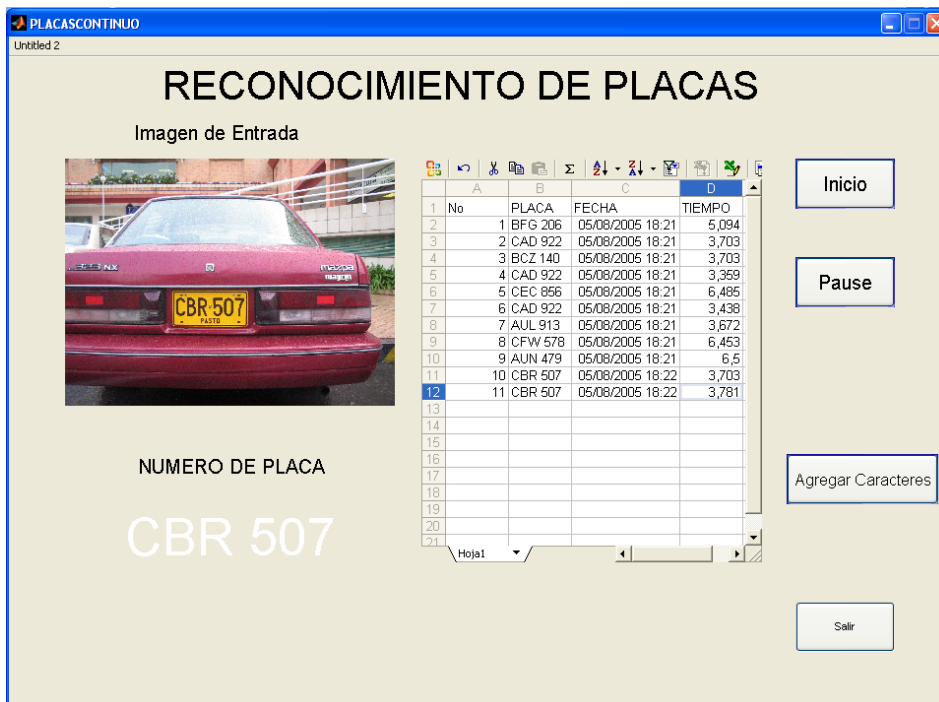 PLACASCONTINUO
Untitled 2
RECONOCIMIENTO DE PLACAS
Imagen de Entrada
323 NX
mazda
CBR·507
PASTO
NUMERO DE PLACA
CBR 507
A B C D
1 No PLACA FECHA TIEMPO
2 1 BFG 206 05/08/2005 18:21 5,094
3 2 CAD 922 05/08/2005 18:21 3,703
4 3 BCZ 140 05/08/2005 18:21 3,703
5 4 CAD 922 05/08/2005 18:21 3,359
6 5 CEC 856 05/08/2005 18:21 6,485
7 6 CAD 922 05/08/2005 18:21 3,438
8 7 AUL 913 05/08/2005 18:21 3,672
9 8 CFW 578 05/08/2005 18:21 6,453
10 9 AUN 479 05/08/2005 18:21 6,5
11 10 CBR 507 05/08/2005 18:22 3,703
12 11 CBR 507 05/08/2005 18:22 3,781
13
14
15
16
17
18
19
20
21
Hoja1
Inicio
Pause
Agregar Caracteres
Salir